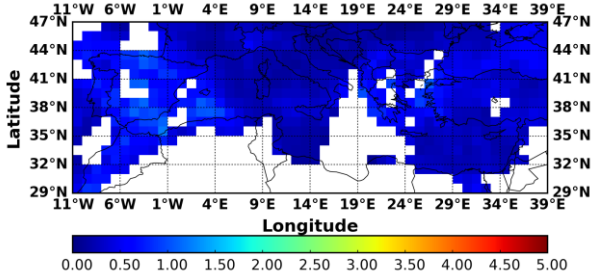 11°W 6°W 1°W 4°E 9°E 14°E 19°E 24°E 29°E 34°E 39°E
47°N 47°N
44°N 44°N
41°N 41°N
38°N 38°N
35°N 35°N
32°N 32°N
29°N 29°N
Latitude
11°W 6°W 1°W 4°E 9°E 14°E 19°E 24°E 29°E 34°E 39°E
Longitude
0.00 0.50 1.00 1.50 2.00 2.50 3.00 3.50 4.00 4.50 5.00